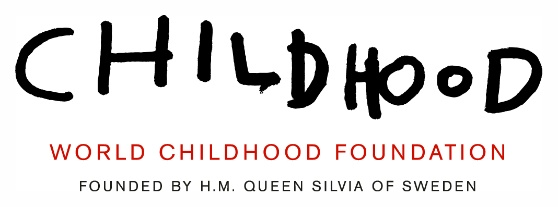 CHILDHOOD
WORLD CHILDHOOD FOUNDATION
FOUNDED BY H.M. QUEEN SILVIA OF SWEDEN